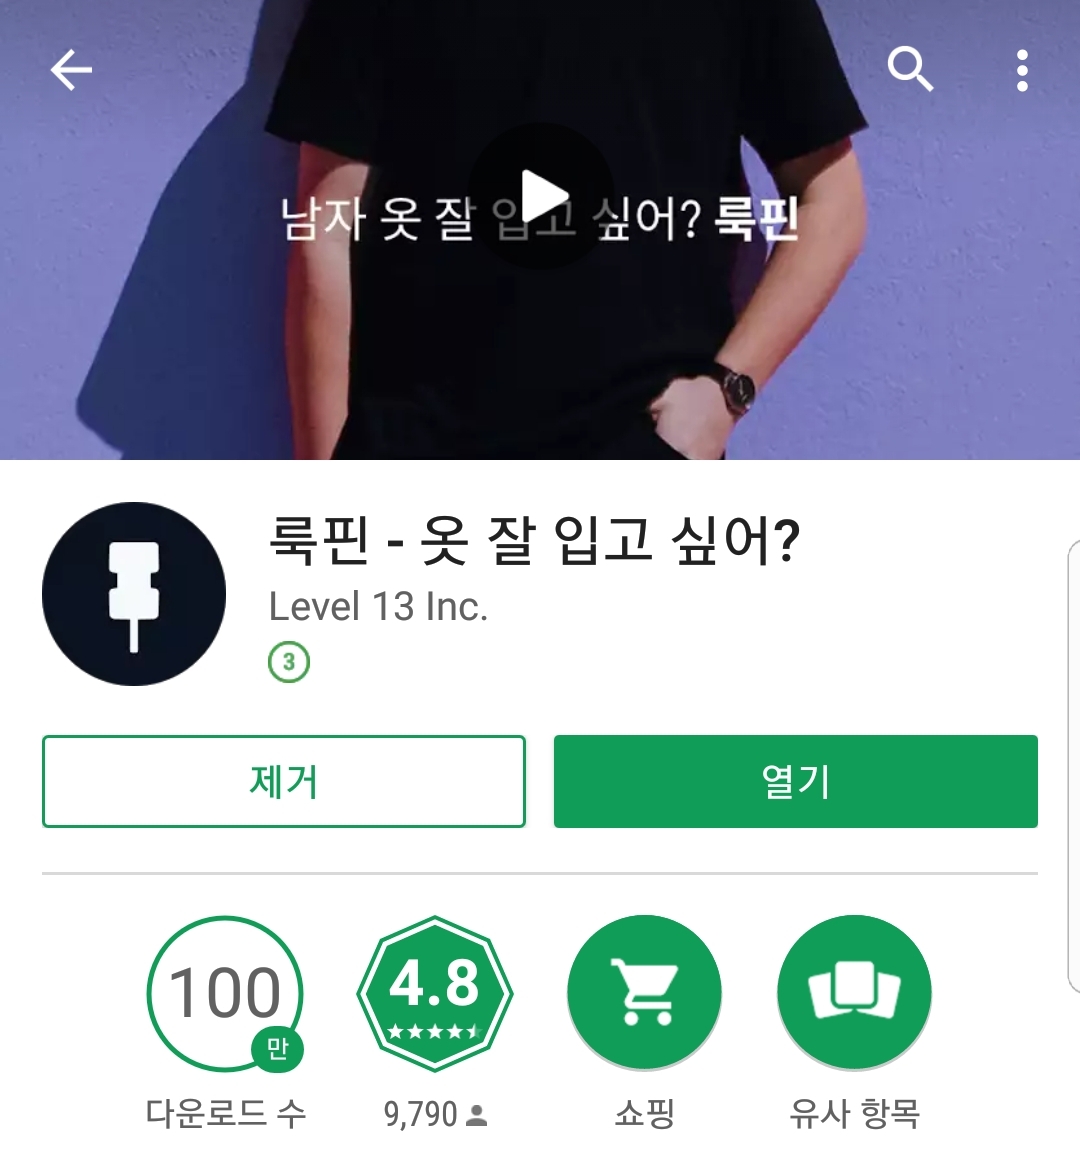 남자 옷 잘 입고 싶어? 룩핀
룩핀 - 옷 잘 입고 싶어?
Level 13 Inc.
3
제거
열기
100
만
4.8
다운로드 수
9,790
쇼핑
유사 항목